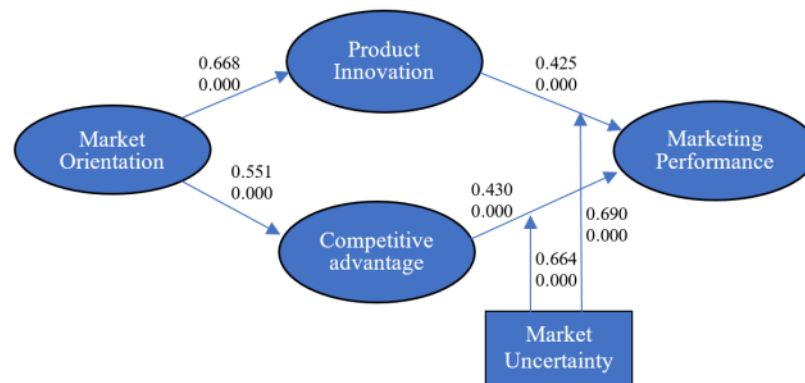 Product
Innovation
0.668
0.000
0.425
0.000
Market
Orientation
Marketing
Performance
0.551
0.000
0.430
0.000
0.690
0.000
Competitive
advantage
0.664
0.000
Market
Uncertainty